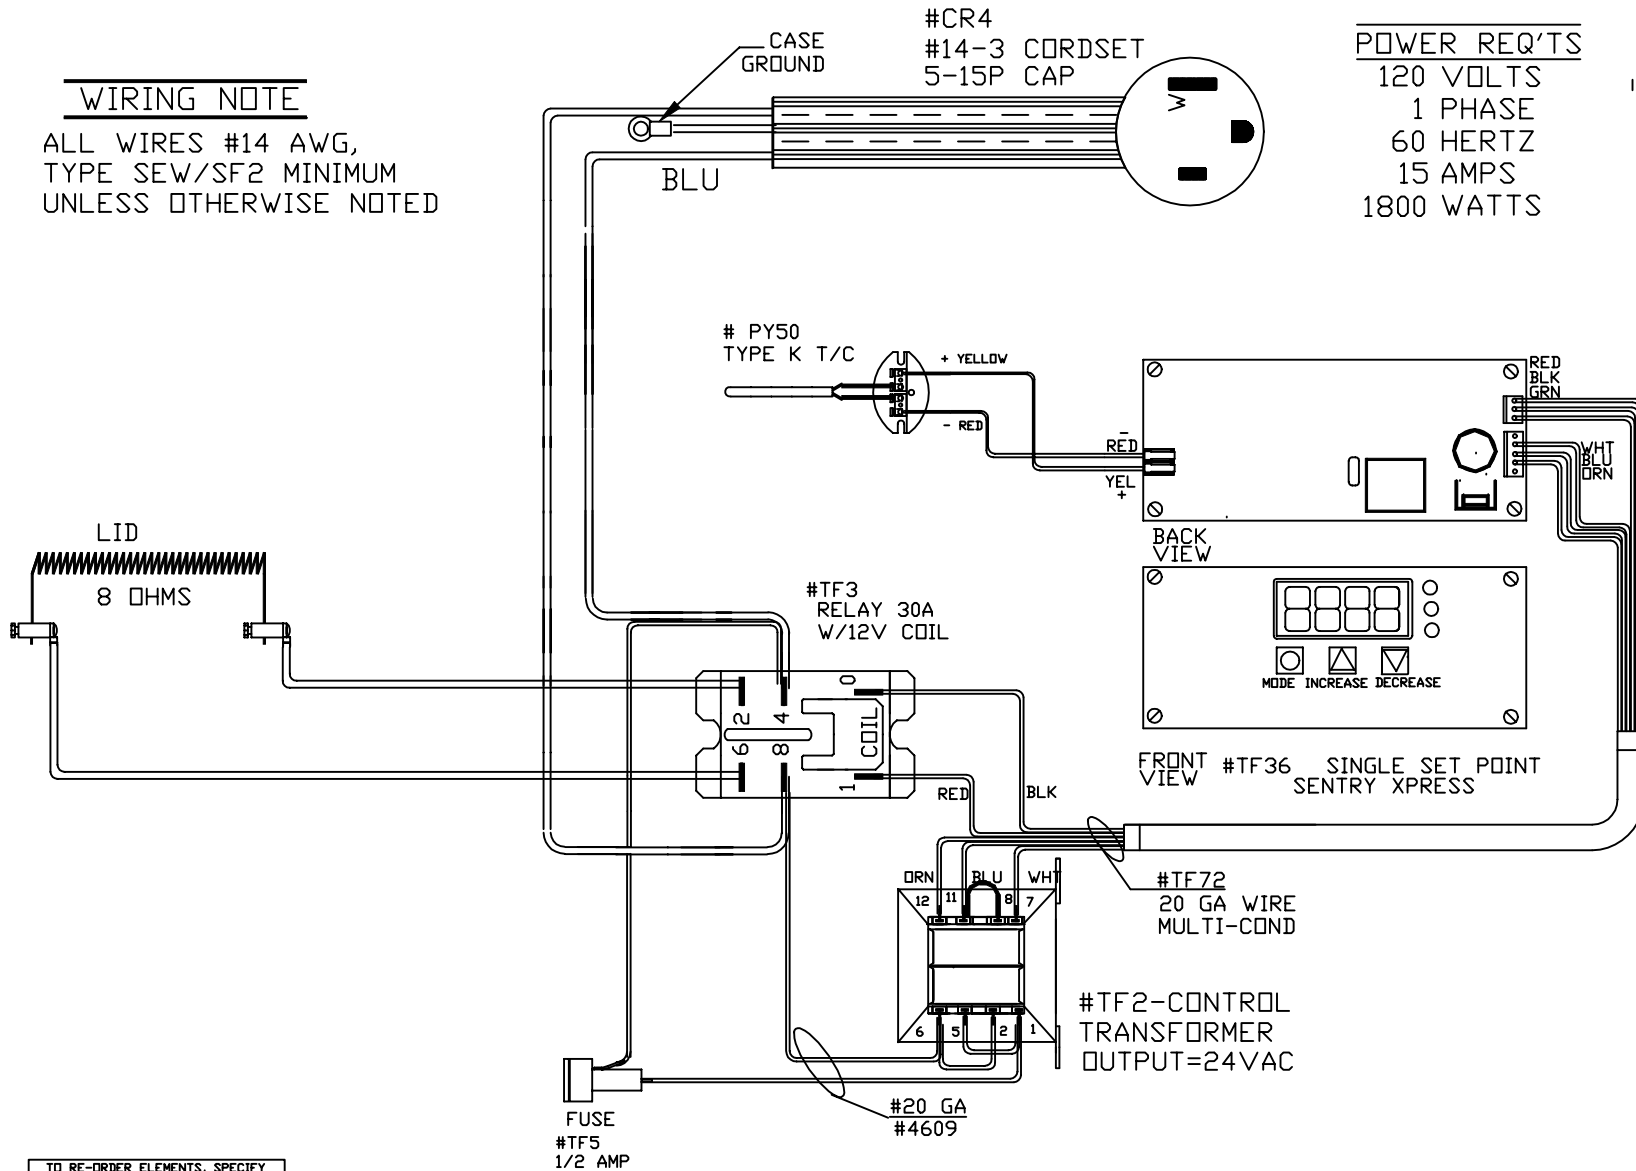 #CR4
#14-3 CORDSET
5-15P CAP
CASE
GROUND
POWER REQ'TS
120 VOLTS
1 PHASE
60 HERTZ
15 AMPS
1800 WATTS
WIRING NOTE
ALL WIRES #14 AWG,
TYPE SEW/SF2 MINIMUM
UNLESS OTHERWISE NOTED
W
BLU
# PY50
TYPE K T/C
+ YELLOW
- RED
-
RED
YEL
+
RED
BLK
GRN
WHT
BLU
ORN
BACK
VIEW
LID
8 OHMS
#TF3
RELAY 30A
W/12V COIL
MODE INCREASE DECREASE
2
4
0
6
8
COIL
1
FRONT
VIEW
#TF36 SINGLE SET POINT
SENTRY XPRESS
RED
BLK
ORN
BLU
WHT
12
11
8
7
#TF72
20 GA WIRE
MULTI-COND
6
5
2
1
#TF2-CONTROL
TRANSFORMER
OUTPUT=24VAC
#20 GA
#4609
FUSE
#TF5
1/2 AMP
TO RE-ORDER ELEMENTS, SPECIFY